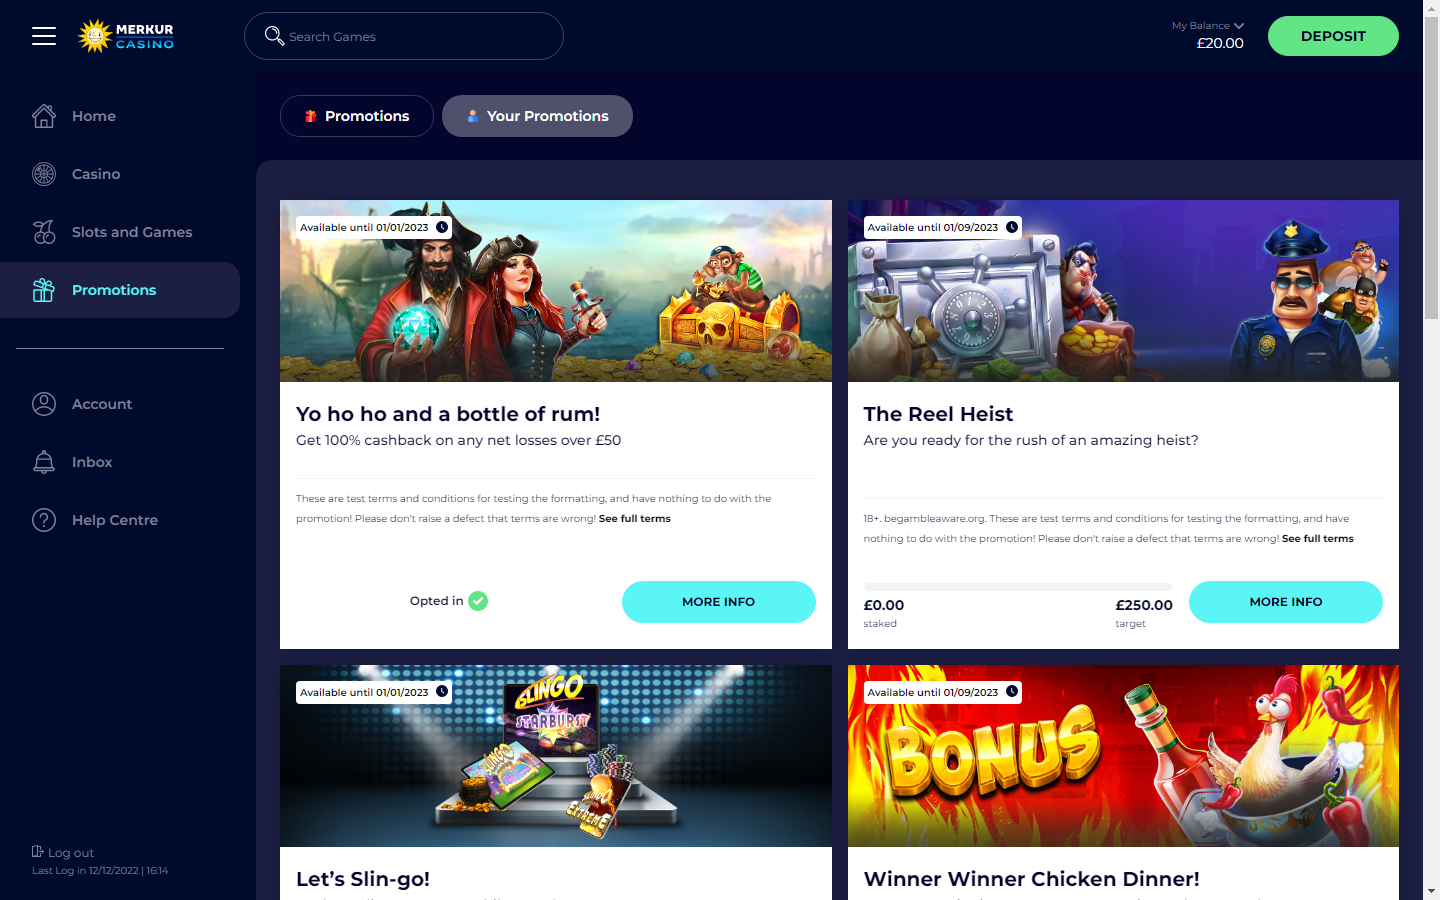 MERKUR
CASINO
Search Games
My Balance
£20.00
DEPOSIT
Home
Casino
Slots and Games
Promotions
Account
Inbox
Help Centre
Log out
Last Log in 12/12/2022 | 16:14
Promotions
Your Promotions
Available until 01/01/2023
Yo ho ho and a bottle of rum!
Get 100% cashback on any net losses over £50
These are test terms and conditions for testing the formatting, and have nothing to do with the
promotion! Please don't raise a defect that terms are wrong! See full terms
Opted in
MORE INFO
Available until 01/09/2023
The Reel Heist
Are you ready for the rush of an amazing heist?
18+. begambleaware.org. These are test terms and conditions for testing the formatting, and have
nothing to do with the promotion! Please don't raise a defect that terms are wrong! See full terms
£0.00
staked
£250.00
target
MORE INFO
Available until 01/01/2023
SLINGO
STARBURST
SLINGO
EXTREME
Let's Slin-go!
Available until 01/09/2023
BONUS
Winner Winner Chicken Dinner!